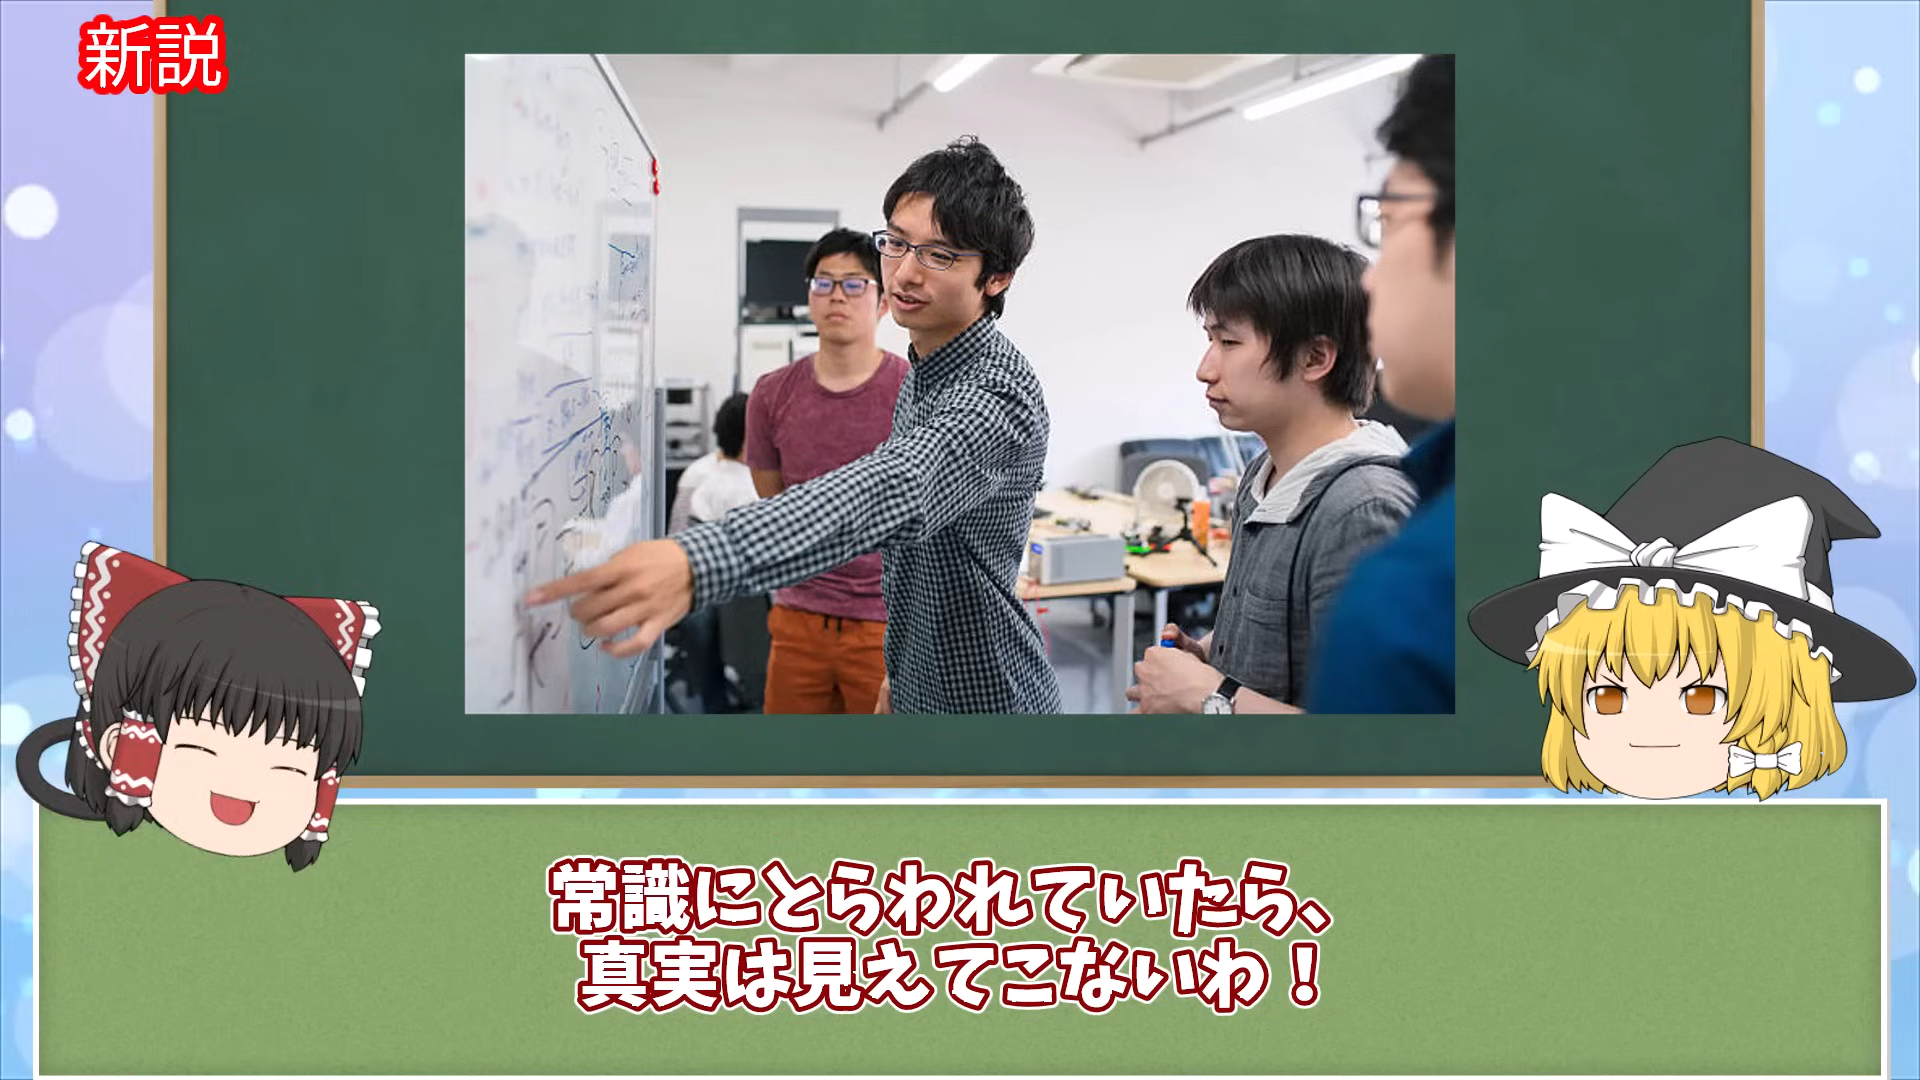 新説
常識にとらわれていたら、
真実は見えてこないわ！